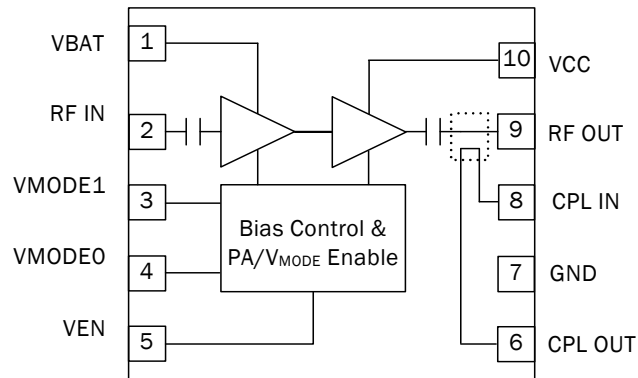 VBAT
1
RF IN
2
VMODE1
3
VMODE0
4
VEN
5
Bias Control &
PA/VMODE Enable
10
VCC
9
RF OUT
8
CPL IN
7
GND
6
CPL OUT